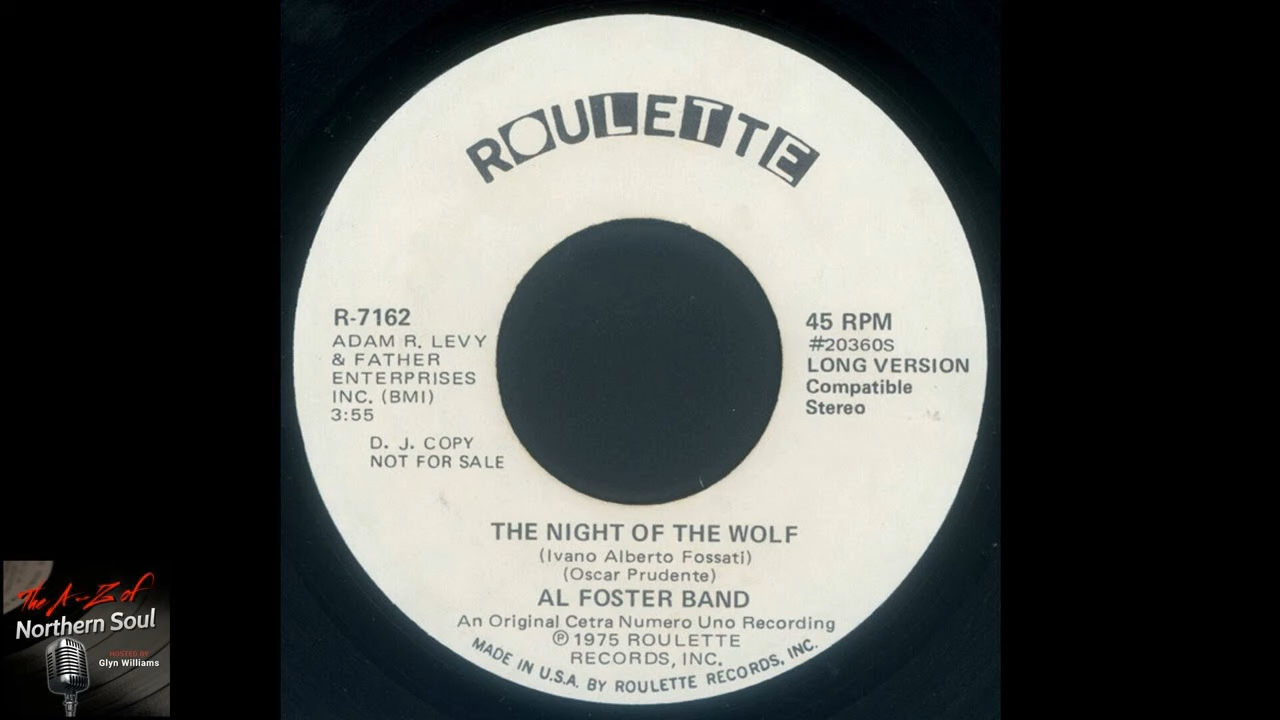 ROULETTE
R-7162
ADAM R. LEVY
& FATHER
ENTERPRISES
INC. (BMI)
3:55
D. J. COPY
NOT FOR SALE
45 RPM
#20360S
LONG VERSION
Compatible
Stereo
THE NIGHT OF THE WOLF
(Ivano Alberto Fossati)
(Oscar Prudente)
AL FOSTER BAND
An Original Cetra Numero Uno Recording
Ⓟ1975 ROULETTE
RECORDS, INC.
MADE IN U.S.A. BY ROULETTE RECORDS, INC.
The A-Z of
Northern Soul
HOSTED BY
Glyn Williams